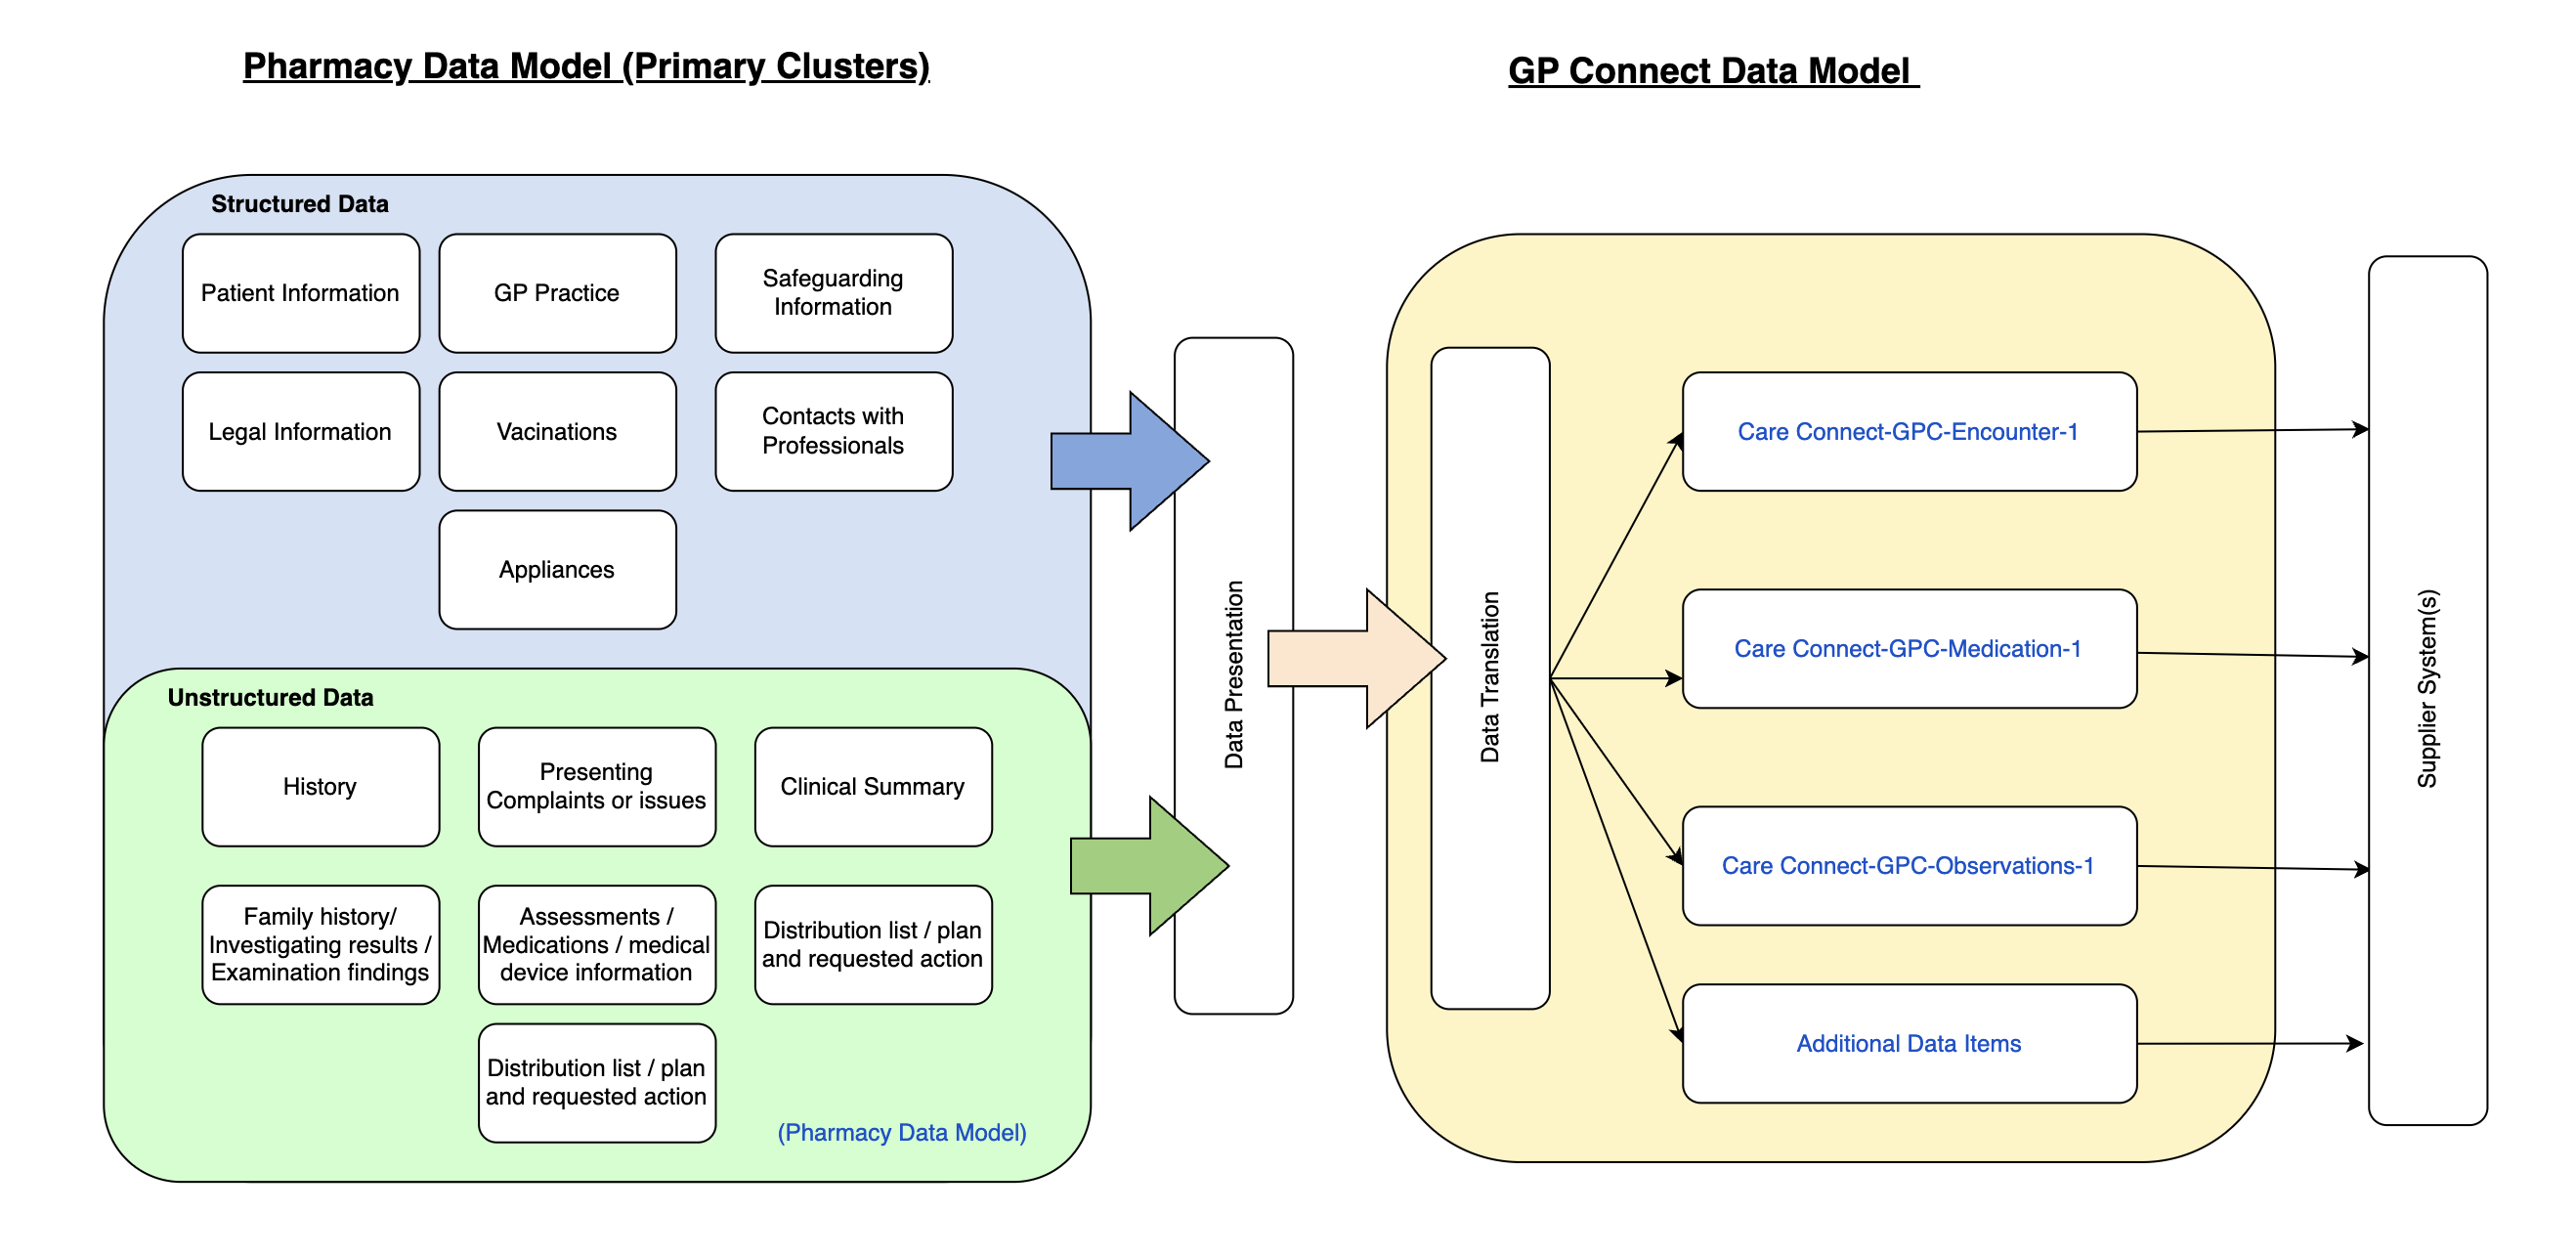 Pharmacy Data Model (Primary Clusters)
GP Connect Data Model
Structured Data
Patient Information
GP Practice
Safeguarding
Information
Legal Information
Vacinations
Contacts with
Professionals
Appliances
Unstructured Data
History
Presenting
Complaints or issues
Clinical Summary
Family history/
Investigating results /
Examination findings
Assessments /
Medications / medical
device information
Distribution list / plan
and requested action
Distribution list / plan
and requested action
(Pharmacy Data Model)
Data Presentation
Data Translation
Care Connect-GPC-Encounter-1
Care Connect-GPC-Medication-1
Care Connect-GPC-Observations-1
Additional Data Items
Supplier System(s)